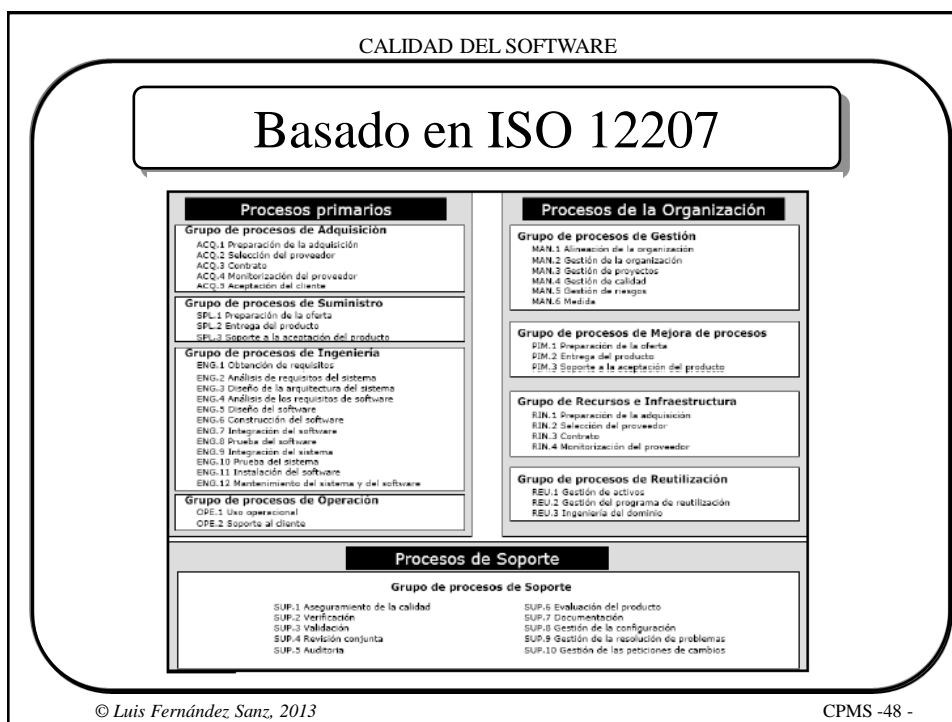 CALIDAD DEL SOFTWARE
Basado en ISO 12207
Procesos primarios
Grupo de procesos de Adquisición
ACQ.1 Preparación de la adquisición
ACQ.2 Selección del proveedor
ACQ.3 Contrato
ACQ.4 Monitorización del proveedor
ACQ.5 Aceptación del cliente
Grupo de procesos de Suministro
SPL.1 Preparación de la oferta
SPL.2 Entrega del producto
SPL.3 Soporte a la aceptación del producto
Grupo de procesos de Ingeniería
ENG.1 Obtención de requisitos
ENG.2 Análisis de requisitos del sistema
ENG.3 Diseño de la arquitectura del sistema
ENG.4 Análisis de los requisitos de software
ENG.5 Diseño del software
ENG.6 Construcción del software
ENG.7 Integración del software
ENG.8 Prueba del software
ENG.9 Integración del sistema
ENG.10 Prueba del sistema
ENG.11 Instalación del software
ENG.12 Mantenimiento del sistema y del software
Grupo de procesos de Operación
OPE.1 Uso operacional
OPE.2 Soporte al cliente
Procesos de la Organización
Grupo de procesos de Gestión
MAN.1 Alineación de la organización
MAN.2 Gestión de la organización
MAN.3 Gestión de proyectos
MAN.4 Gestión de calidad
MAN.5 Gestión de riesgos
MAN.6 Medida
Grupo de procesos de Mejora de procesos
PIM.1 Preparación de la oferta
PIM.2 Entrega del producto
PIM.3 Soporte a la aceptación del producto
Grupo de Recursos e Infraestructura
RIN.1 Preparación de la adquisición
RIN.2 Selección del proveedor
RIN.3 Contrato
RIN.4 Monitorización del proveedor
Grupo de procesos de Reutilización
REU.1 Gestión de activos
REU.2 Gestión del programa de reutilización
REU.3 Ingeniería del dominio
Procesos de Soporte
Grupo de procesos de Soporte
SUP.1 Aseguramiento de la calidad
SUP.2 Verificación
SUP.3 Validación
SUP.4 Revisión conjunta
SUP.5 Auditoria
SUP.6 Evaluación del producto
SUP.7 Documentación
SUP.8 Gestión de la configuración
SUP.9 Gestión de la resolución de problemas
SUP.10 Gestión de las peticiones de cambios
© Luis Fernández Sanz, 2013
CPMS -48 -